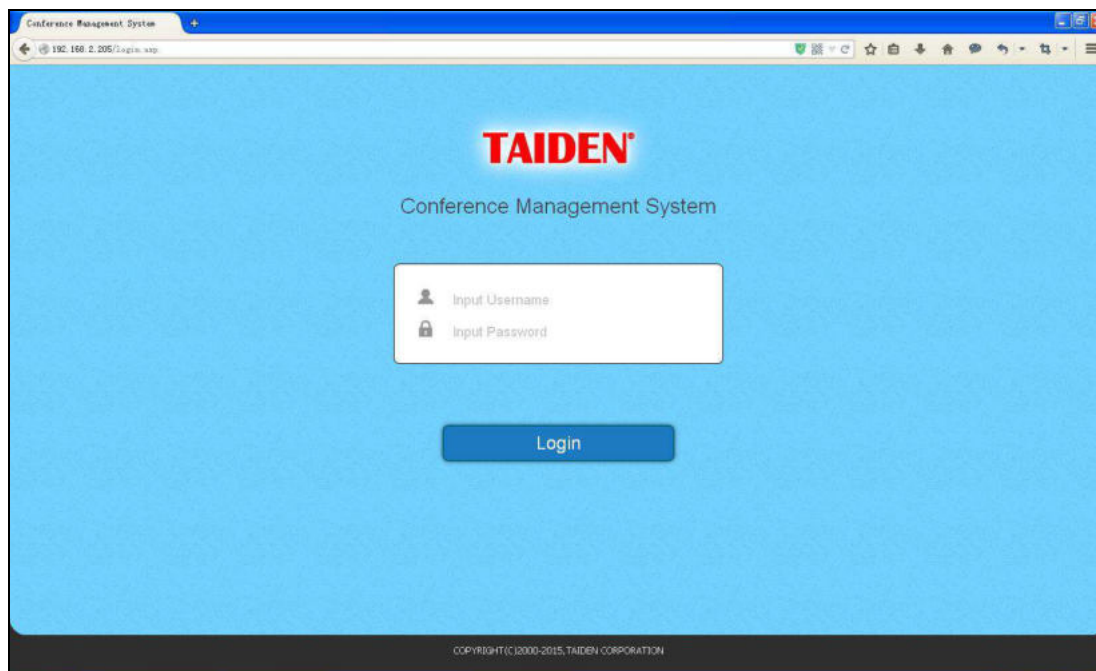 Conference Management System
192.168.2.205/login.asp
TAIDEN®
Conference Management System
Input Username
Input Password
Login
COPYRIGHT(C)2000-2015,TAIDEN CORPORATION